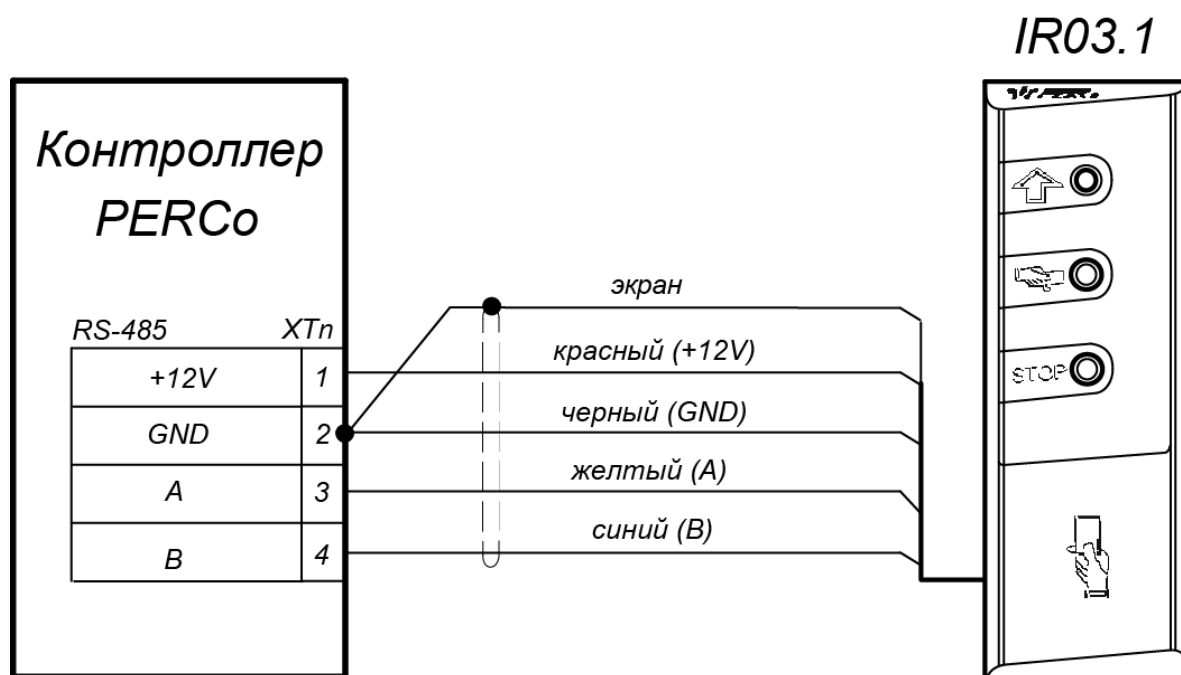 IR03.1
Контроллер
PERCo
RS-485 XTn
+12V 1
GND 2
A 3
B 4
экран
красный (+12V)
черный (GND)
желтый (A)
синий (B)
STOP